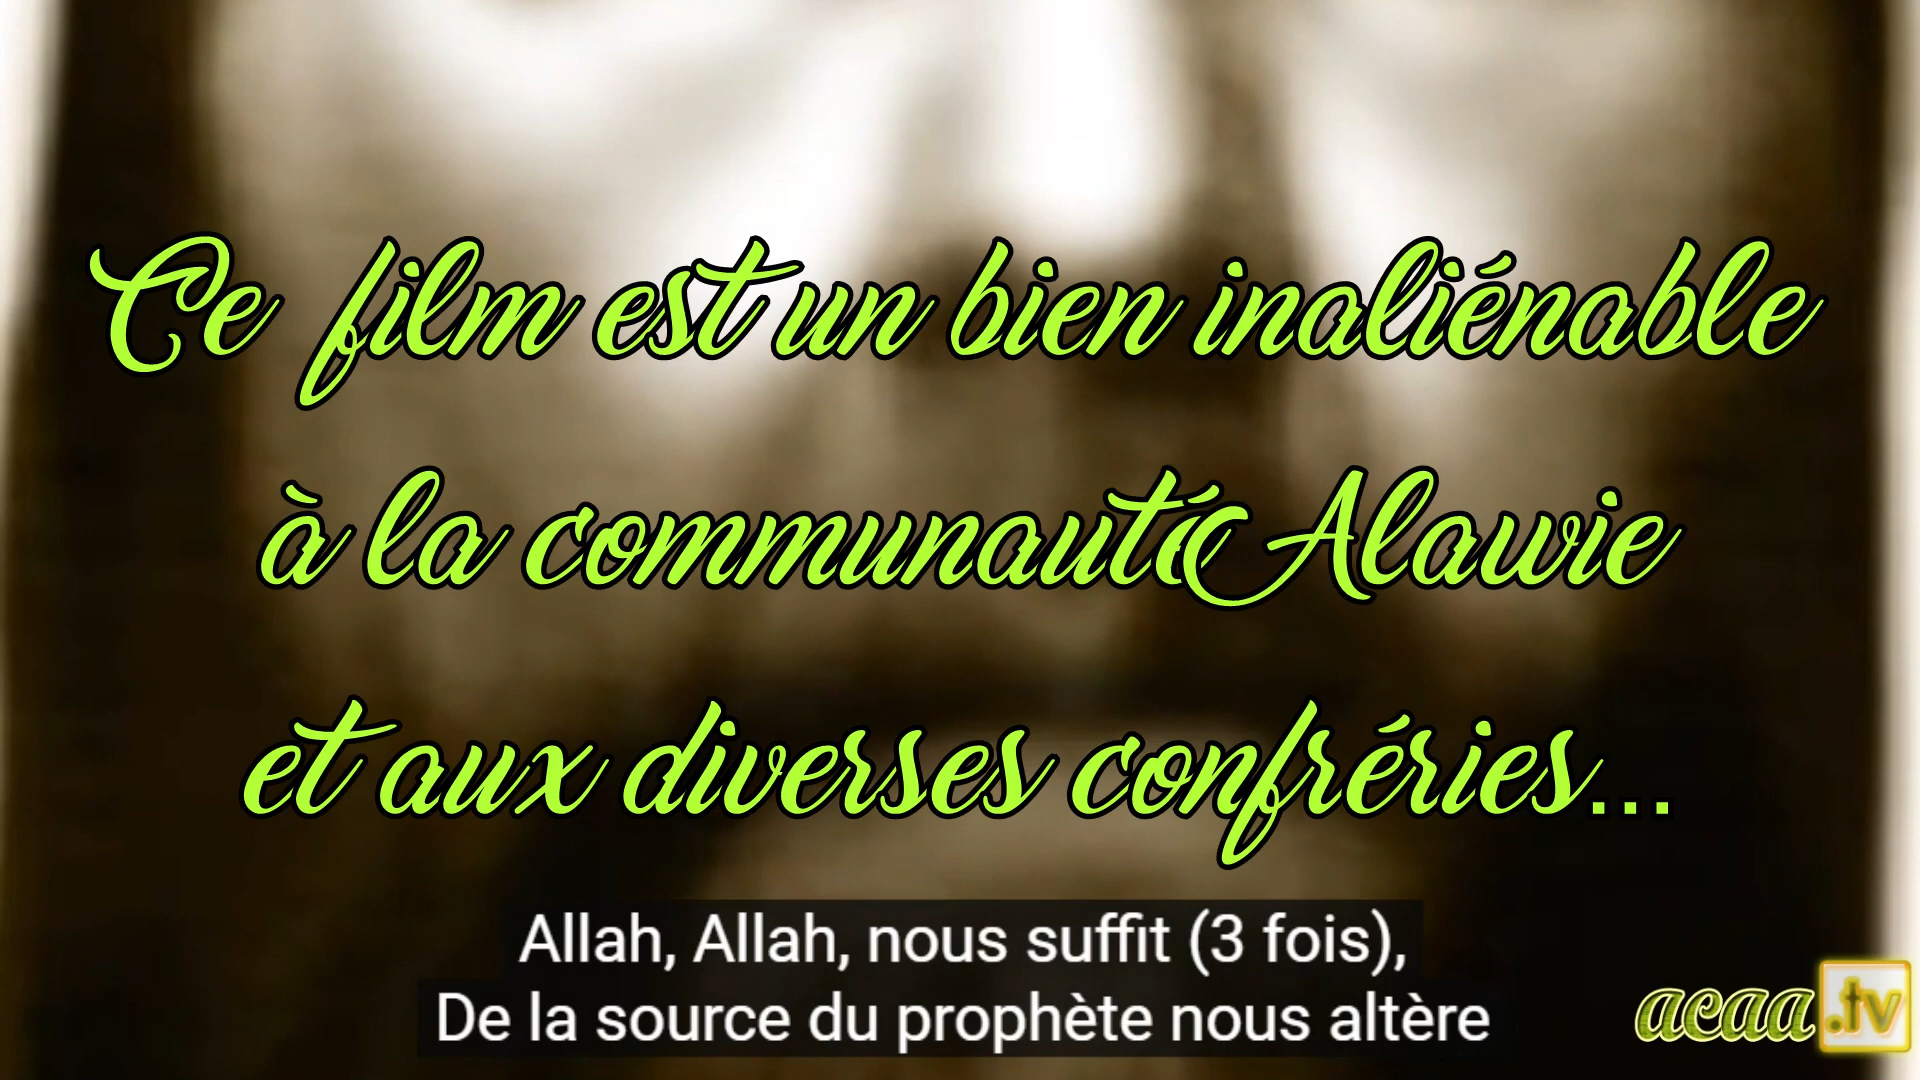 Ce film est un bien inaliénable
à la communauté Alawie
et aux diverses confréries...
Allah, Allah, nous suffit (3 fois),
De la source du prophète nous altère
acaa.tv